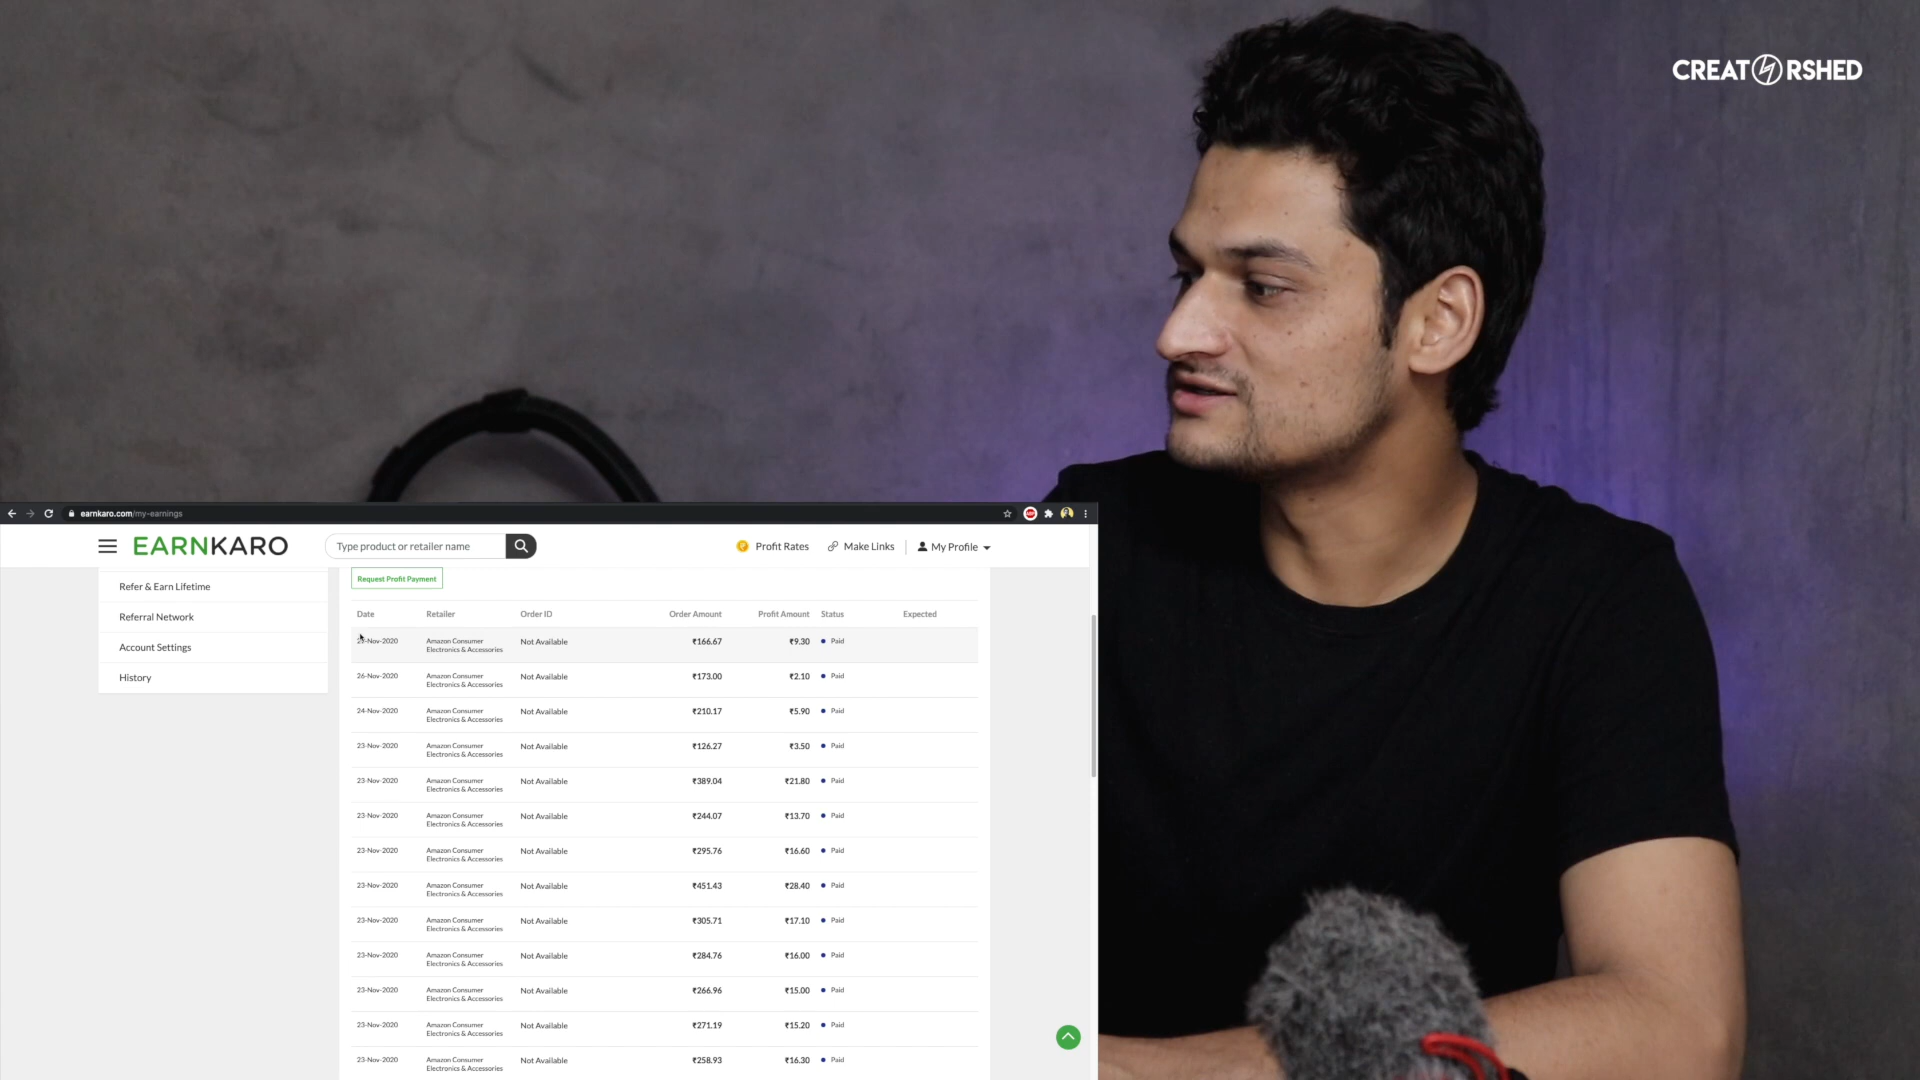 CREATORSHED
earnkaro.com/my-earnings
EARNKARO
Type product or retailer name
Profit Rates
Make Links
My Profile
Refer & Earn Lifetime
Referral Network
Account Settings
History
Request Profit Payment
Date Retailer Order ID Order Amount Profit Amount Status Expected
-Nov-2020 Amazon Consumer Not Available ₹166.67 ₹9.30 Paid
Electronics & Accessories
26-Nov-2020 Amazon Consumer Not Available ₹173.00 ₹2.10 Paid
Electronics & Accessories
24-Nov-2020 Amazon Consumer Not Available ₹210.17 ₹5.90 Paid
Electronics & Accessories
23-Nov-2020 Amazon Consumer Not Available ₹126.27 ₹3.50 Paid
Electronics & Accessories
23-Nov-2020 Amazon Consumer Not Available ₹389.04 ₹21.80 Paid
Electronics & Accessories
23-Nov-2020 Amazon Consumer Not Available ₹244.07 ₹13.70 Paid
Electronics & Accessories
23-Nov-2020 Amazon Consumer Not Available ₹295.76 ₹16.60 Paid
Electronics & Accessories
23-Nov-2020 Amazon Consumer Not Available ₹451.43 ₹28.40 Paid
Electronics & Accessories
23-Nov-2020 Amazon Consumer Not Available ₹305.71 ₹17.10 Paid
Electronics & Accessories
23-Nov-2020 Amazon Consumer Not Available ₹284.76 ₹16.00 Paid
Electronics & Accessories
23-Nov-2020 Amazon Consumer Not Available ₹266.96 ₹15.00 Paid
Electronics & Accessories
23-Nov-2020 Amazon Consumer Not Available ₹271.19 ₹15.20 Paid
Electronics & Accessories
23-Nov-2020 Amazon Consumer Not Available ₹258.93 ₹16.30 Paid
Electronics & Accessories